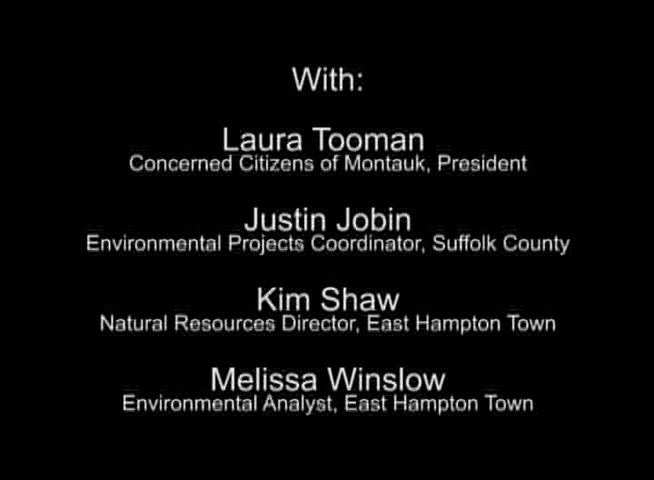 With:
Laura Tooman
Concerned Citizens of Montauk, President
Justin Jobin
Environmental Projects Coordinator, Suffolk County
Kim Shaw
Natural Resources Director, East Hampton Town
Melissa Winslow
Environmental Analyst, East Hampton Town